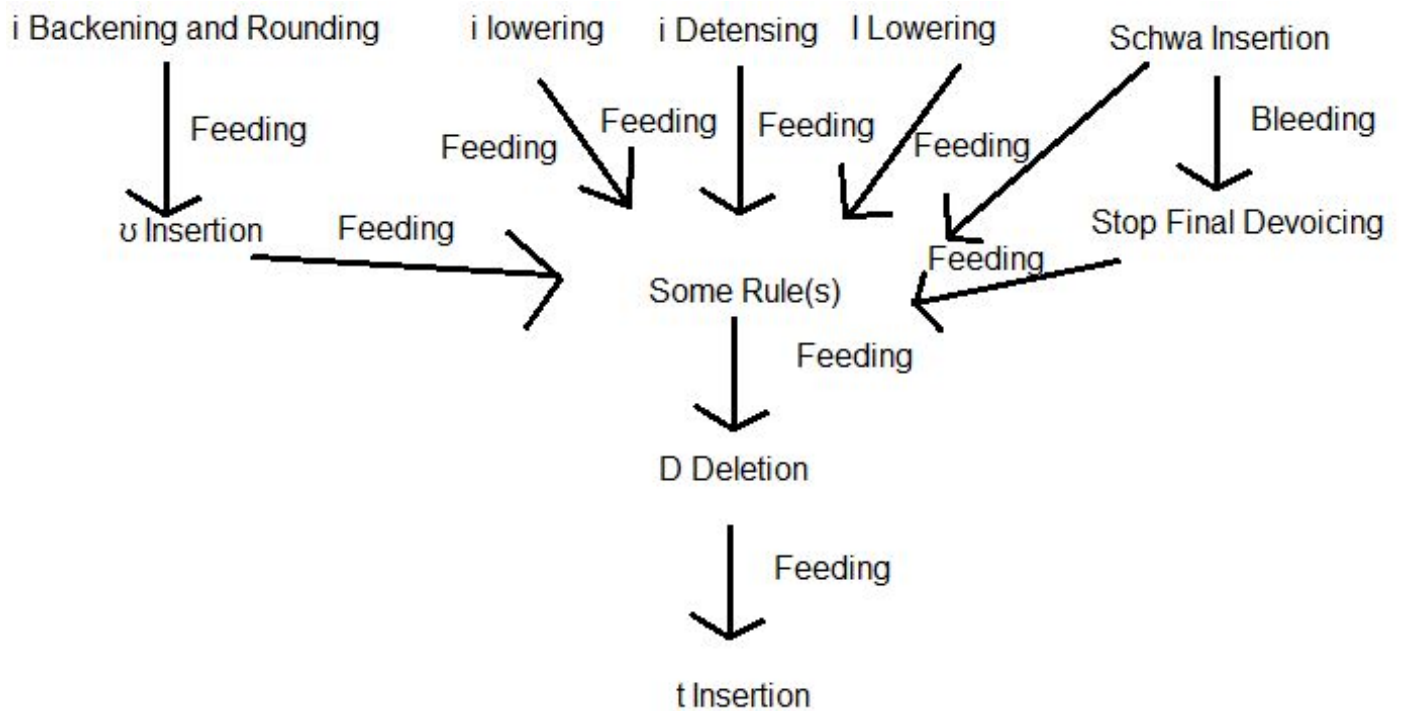 i Backening and Rounding
i lowering
i Detensing
I Lowering
Schwa Insertion
Feeding
Feeding
Feeding
Feeding
Feeding
Bleeding
ʊ Insertion
Feeding
Stop Final Devoicing
Feeding
Some Rule(s)
Feeding
D Deletion
Feeding
t Insertion